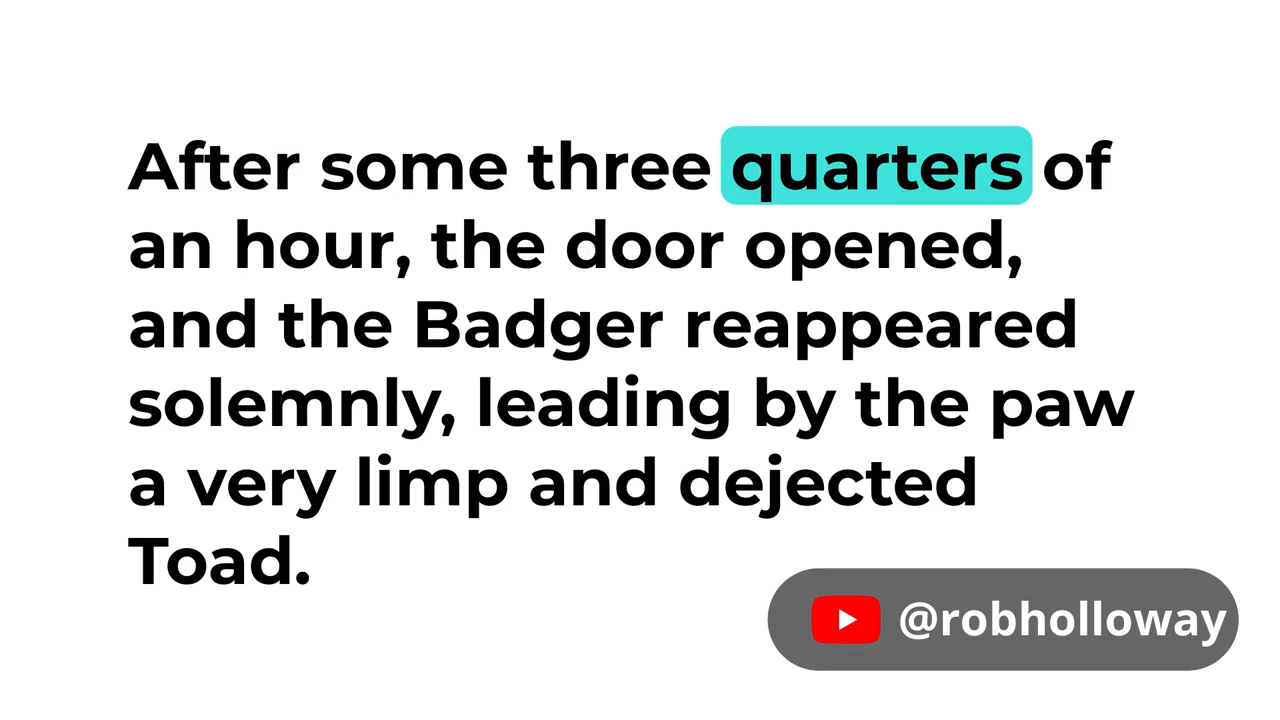 After some three quarters of
an hour, the door opened,
and the Badger reappeared
solemnly, leading by the paw
a very limp and dejected
Toad.
@robholloway